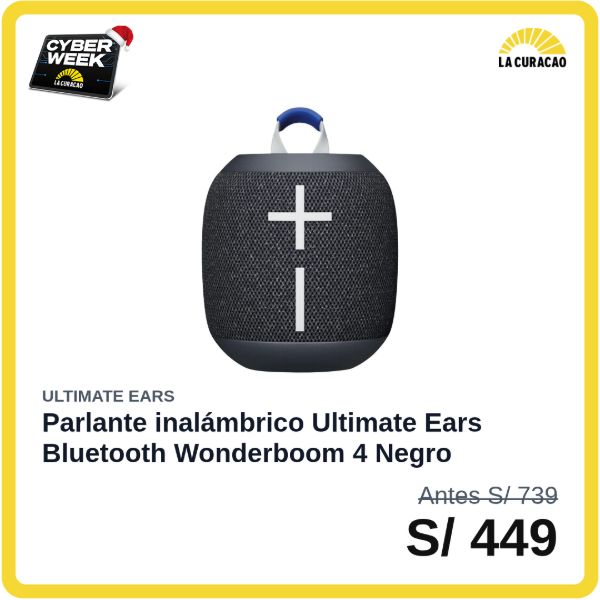 CYBER
WEEK
LA CURACAO
LA CURACAO
ULTIMATE EARS
Parlante inalámbrico Ultimate Ears
Bluetooth Wonderboom 4 Negro
Antes S/ 739
S/ 449